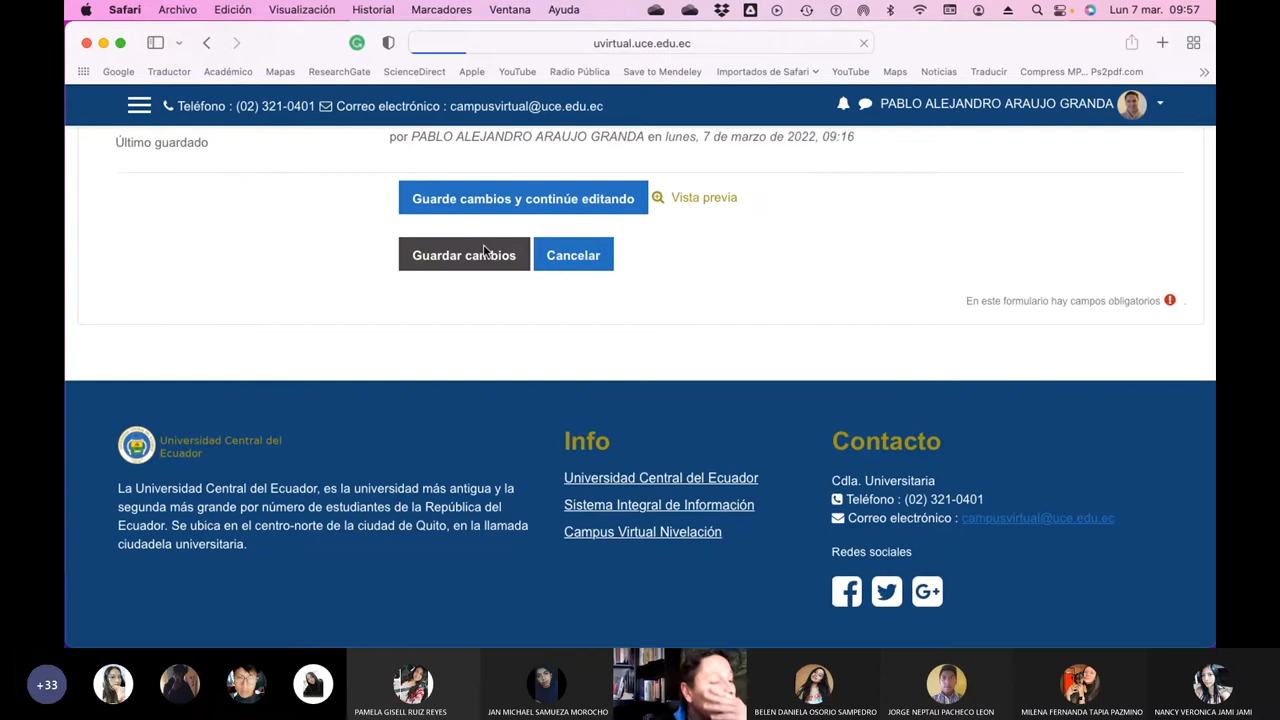 Safari Archivo Edición Visualización Historial Marcadores Ventana Ayuda Lun 7 mar. 09:57
uvirtual.uce.edu.ec
Google Traductor Académico Mapas ResearchGate ScienceDirect Apple YouTube Radio Pública Save to Mendeley Importados de Safari YouTube Maps Noticias Traducir Compress MP... Ps2pdf.com
Teléfono : (02) 321-0401 Correo electrónico : campusvirtual@uce.edu.ec PABLO ALEJANDRO ARAUJO GRANDA
Último guardado por PABLO ALEJANDRO ARAUJO GRANDA en lunes, 7 de marzo de 2022, 09:16
Guarde cambios y continúe editando Vista previa
Guardar cambios Cancelar
En este formulario hay campos obligatorios .
Universidad Central del
Ecuador
La Universidad Central del Ecuador, es la universidad más antigua y la
segunda más grande por número de estudiantes de la República del
Ecuador. Se ubica en el centro-norte de la ciudad de Quito, en la llamada
ciudadela universitaria.
Info
Universidad Central del Ecuador
Sistema Integral de Información
Campus Virtual Nivelación
Contacto
Cdla. Universitaria
Teléfono : (02) 321-0401
Correo electrónico : campusvirtual@uce.edu.ec
Redes sociales
+33
PAMELA GISELL RUIZ REYES JAN MICHAEL SAMUEZA MOROCHO BELEN DANIELA OSORIO SAMPEDRO JORGE NEPTALI PACHECO LEON MILENA FERNANDA TAPIA PAZMINO NANCY VERONICA JAMI JAMI